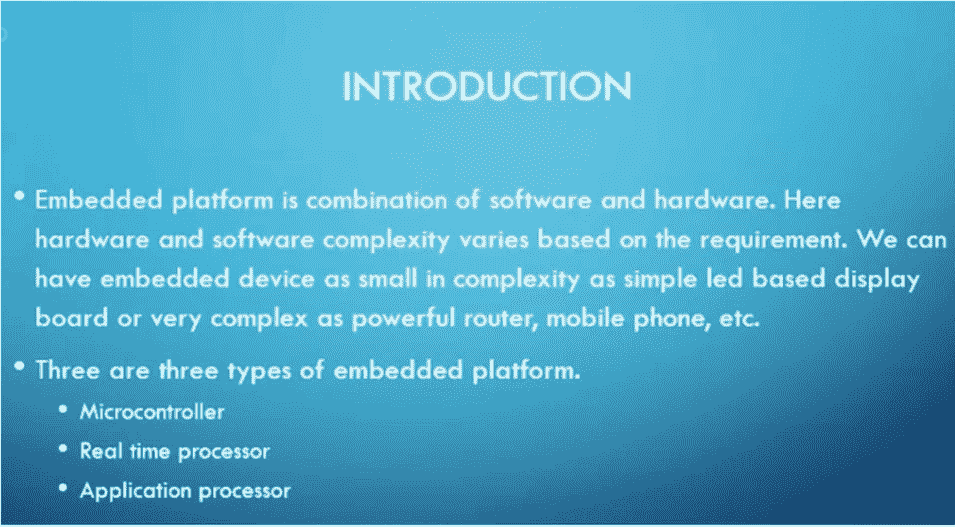 INTRODUCTION
• Embedded platform is combination of software and hardware. Here
hardware and software complexity varies based on the requirement. We can
have embedded device as small in complexity as simple led based display
board or very complex as powerful router, mobile phone, etc.
• Three are three types of embedded platform.
• Microcontroller
• Real time processor
• Application processor